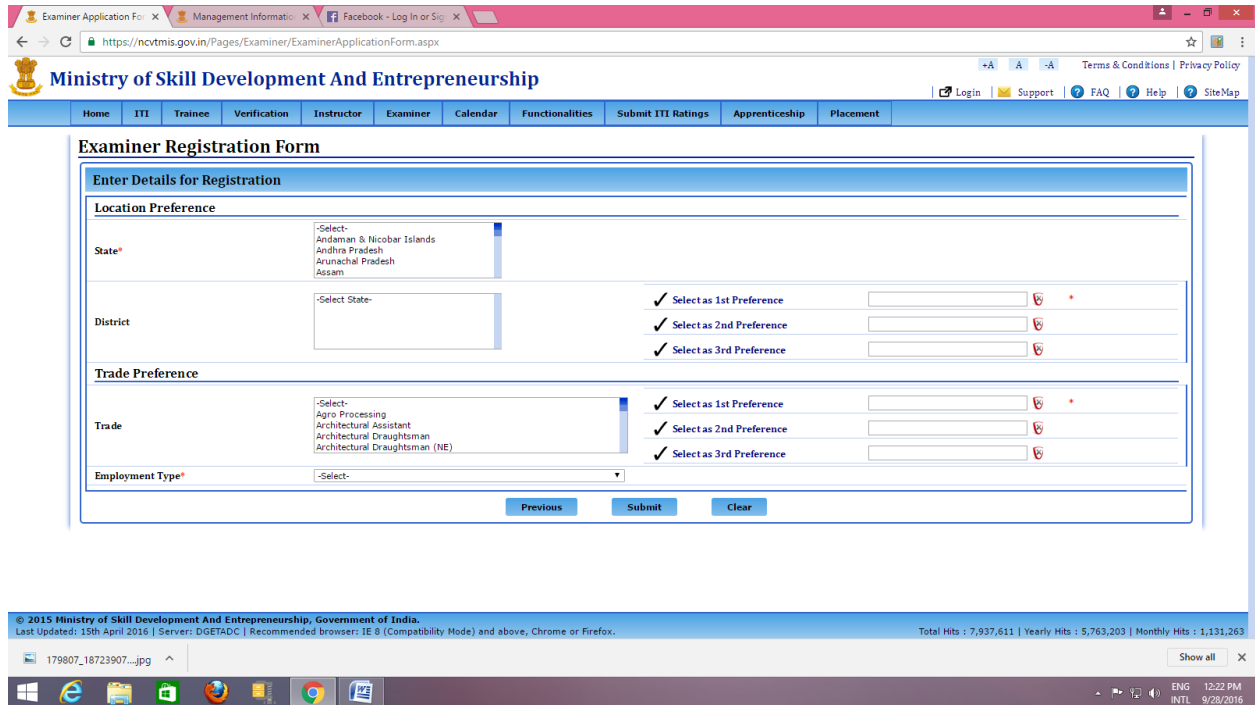 Examiner Application For
Management Informatio
Facebook - Log In or Sig
https://ncvtmis.gov.in/Pages/Examiner/ExaminerApplicationForm.aspx
+A A -A Terms & Conditions | Privacy Policy
Ministry of Skill Development And Entrepreneurship
| Login | Support | FAQ | Help | SiteMap
Home ITI Trainee Verification Instructor Examiner Calendar Functionalities Submit ITI Ratings Apprenticeship Placement
Examiner Registration Form
Enter Details for Registration
Location Preference
State*
-Select-
Andaman & Nicobar Islands
Andhra Pradesh
Arunachal Pradesh
Assam
District
-Select State-
Select as 1st Preference *
Select as 2nd Preference
Select as 3rd Preference
Trade Preference
Trade
-Select-
Agro Processing
Architectural Assistant
Architectural Draughtsman
Architectural Draughtsman (NE)
Select as 1st Preference *
Select as 2nd Preference
Select as 3rd Preference
Employment Type* -Select-
Previous Submit Clear
© 2015 Ministry of Skill Development And Entrepreneurship, Government of India.
Last Updated: 15th April 2016 | Server: DGETADC | Recommended browser: IE 8 (Compatibility Mode) and above, Chrome or Firefox.
Total Hits : 7,937,611 | Yearly Hits : 5,763,203 | Monthly Hits : 1,131,263
179807_18723907....jpg
Show all
ENG 12:22 PM
INTL 9/28/2016